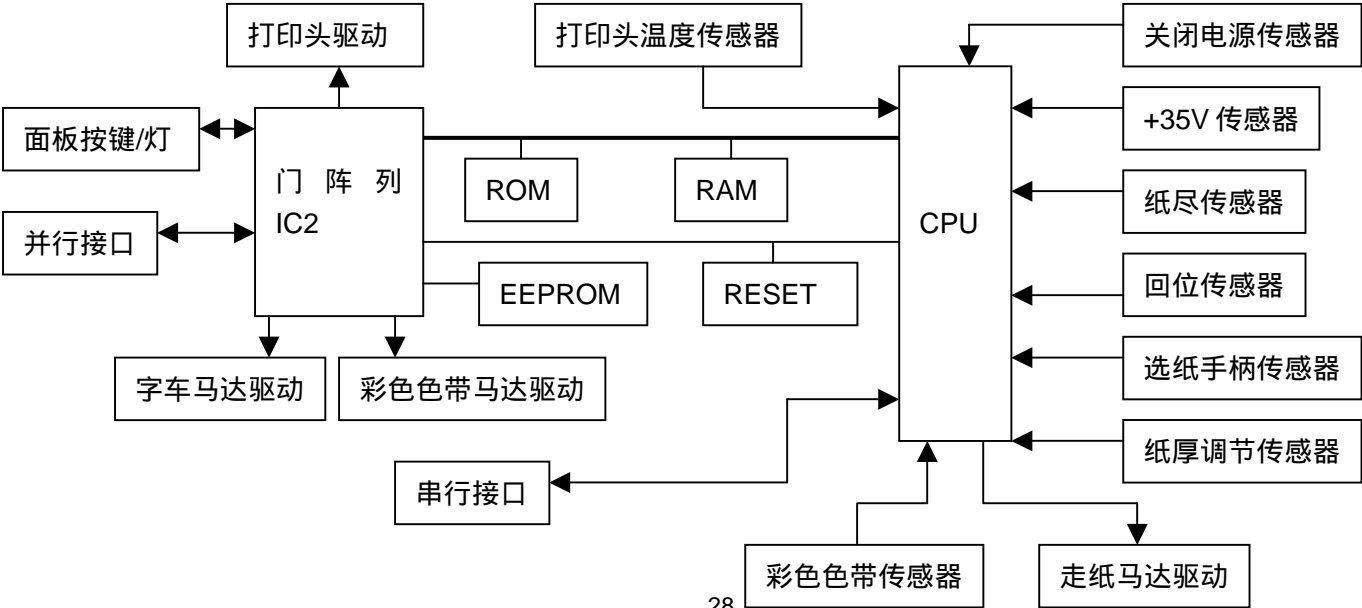 打印头驱动
打印头温度传感器
关闭电源传感器
面板按键/灯
+35V 传感器
门 阵 列
IC2
ROM
RAM
CPU
纸尽传感器
并行接口
EEPROM
RESET
回位传感器
字车马达驱动
彩色色带马达驱动
选纸手柄传感器
纸厚调节传感器
串行接口
彩色色带传感器
走纸马达驱动
28